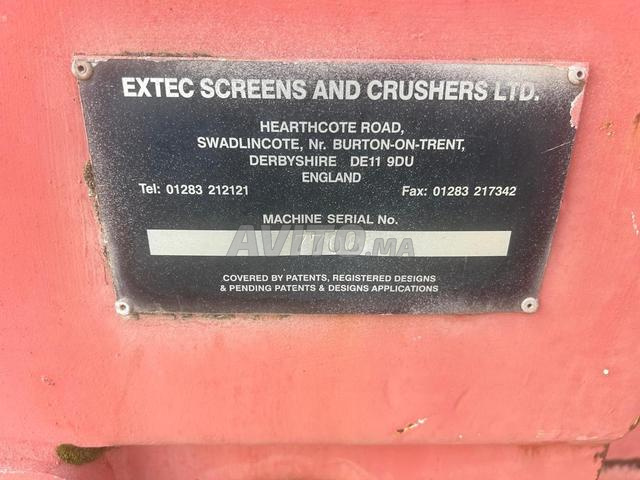 EXTEC SCREENS AND CRUSHERS LTD.
HEARTHCOTE ROAD,
SWADLINCOTE, Nr. BURTON-ON-TRENT,
DERBYSHIRE DE11 9DU
ENGLAND
Tel: 01283 212121 Fax: 01283 217342
MACHINE SERIAL No.
AVITO.MA
COVERED BY PATENTS, REGISTERED DESIGNS
& PENDING PATENTS & DESIGNS APPLICATIONS